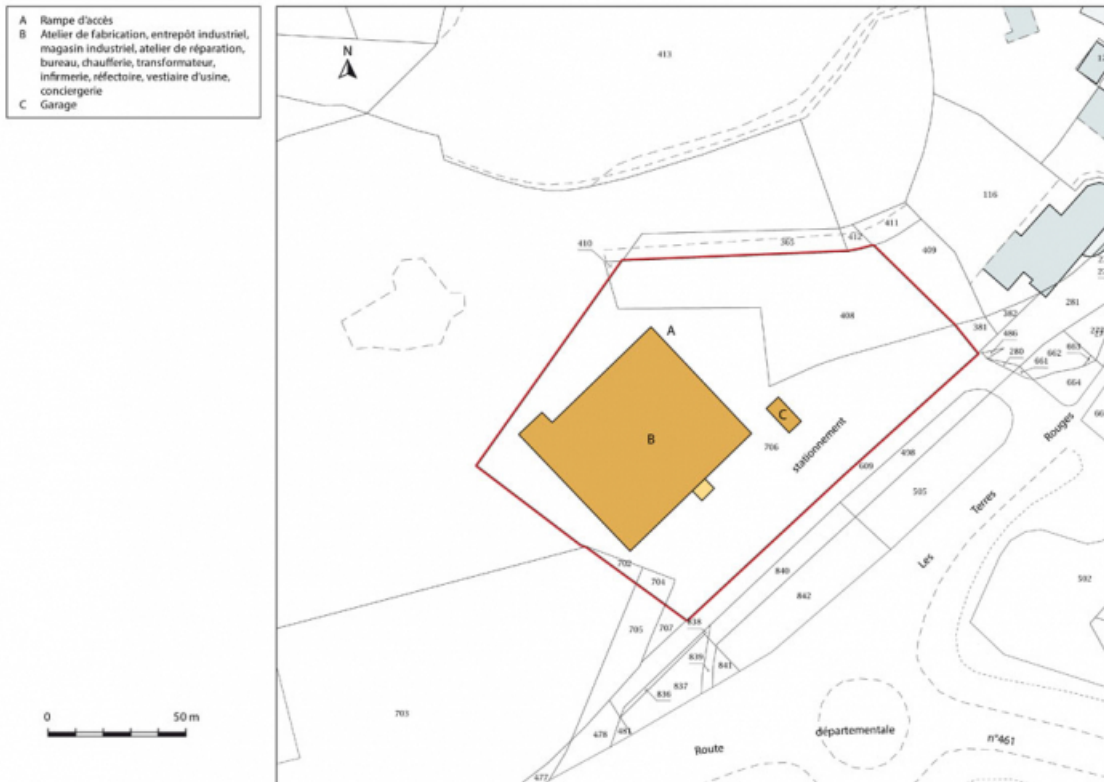 A Rampe d'accès
B Atelier de fabrication, entrepôt industriel,
magasin industriel, atelier de réparation,
bureau, chaufferie, transformateur,
infirmerie, réfectoire, vestiaire d'usine,
conciergerie
C Garage
N
413
116
411
412
365
410
409
408
281
382
381
486
280
661
662
663
664
A
B
C
706
stationnement
609
498
505
Rouges
Terres
Les
502
702
704
705
707
840
842
838
839
841
837
836
703
478
481
477
0 50 m
Route
départementale
n°461